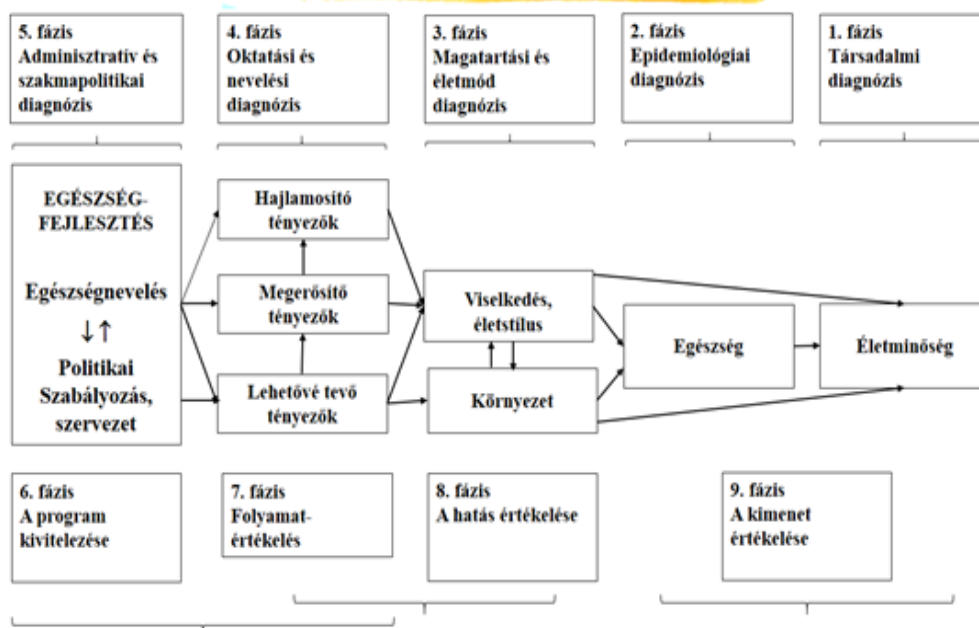 5. fázis
Adminisztratív és
szakmapolitikai
diagnózis
4. fázis
Oktatási és
nevelési
diagnózis
3. fázis
Magatartási és
életmód
diagnózis
2. fázis
Epidemiológiai
diagnózis
1. fázis
Társadalmi
diagnózis
EGÉSZSÉG-
FEJLESZTÉS
Egészségnevelés
↓↑
Politikai
Szabályozás,
szervezet
Hajlamosító
tényezők
Megerősítő
tényezők
Lehetővé tevő
tényezők
Viselkedés,
életstílus
Környezet
Egészség
Életminőség
6. fázis
A program
kivitelezése
7. fázis
Folyamat-
értékelés
8. fázis
A hatás értékelése
9. fázis
A kimenet
értékelése